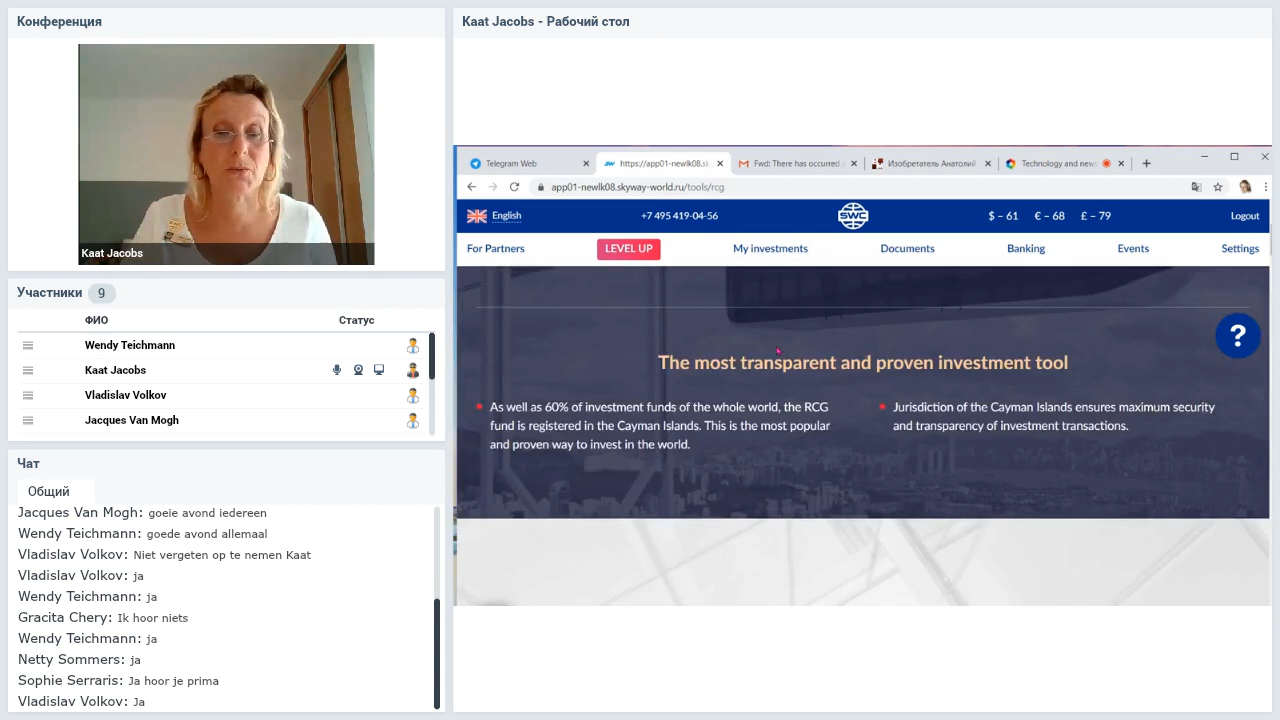 Конференция
Kaat Jacobs
Участники 9
ФИО Статус
Wendy Teichmann
Kaat Jacobs
Vladislav Volkov
Jacques Van Mogh
Чат
Общий
Jacques Van Mogh: goeie avond iedereen
Wendy Teichmann: goede avond allemaal
Vladislav Volkov: Niet vergeten op te nemen Kaat
Vladislav Volkov: ja
Wendy Teichmann: ja
Gracita Chery: Ik hoor niets
Wendy Teichmann: ja
Netty Sommers: ja
Sophie Serraris: Ja hoor je prima
Vladislav Volkov: Ja
Kaat Jacobs - Рабочий стол
Telegram Web https://app01-newlk08.sk Fwd: There has occurred Изобретатель Анатолий Technology and new
app01-newlk08.skyway-world.ru/tools/rcg
English +7 495 419-04-56 SWC $ – 61 € – 68 £ – 79 Logout
For Partners LEVEL UP My investments Documents Banking Events Settings
?
The most transparent and proven investment tool
As well as 60% of investment funds of the whole world, the RCG
fund is registered in the Cayman Islands. This is the most popular
and proven way to invest in the world.
Jurisdiction of the Cayman Islands ensures maximum security
and transparency of investment transactions.